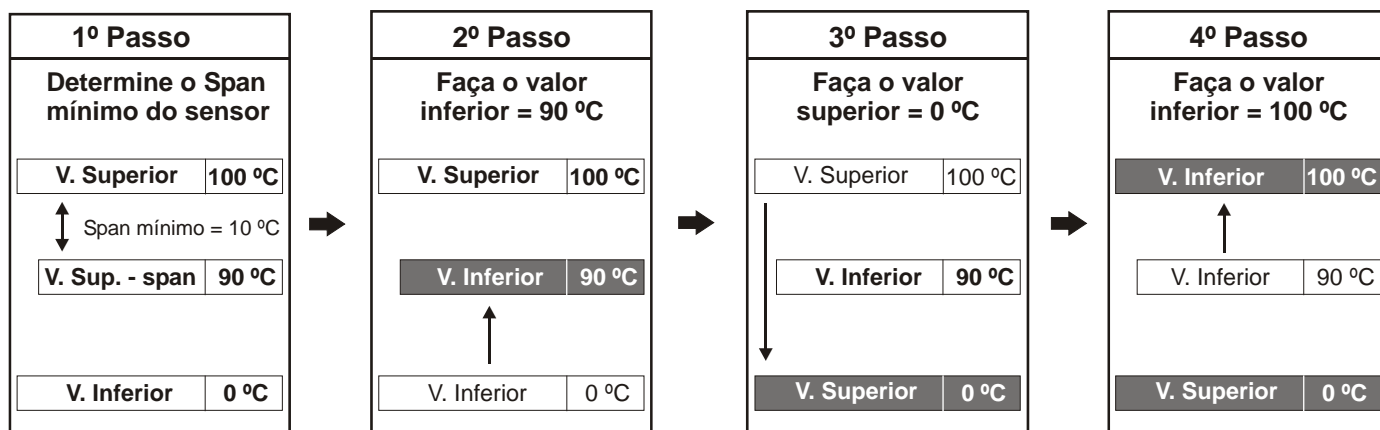 1º Passo
Determine o Span
mínimo do sensor
V. Superior 100 ºC
Span mínimo = 10 ºC
V. Sup. - span 90 ºC
V. Inferior 0 ºC
2º Passo
Faça o valor
inferior = 90 ºC
V. Superior 100 ºC
V. Inferior 90 ºC
V. Inferior 0 ºC
3º Passo
Faça o valor
superior = 0 ºC
V. Superior 100 ºC
V. Inferior 90 ºC
V. Superior 0 ºC
4º Passo
Faça o valor
inferior = 100 ºC
V. Inferior 100 ºC
V. Inferior 90 ºC
V. Superior 0 ºC